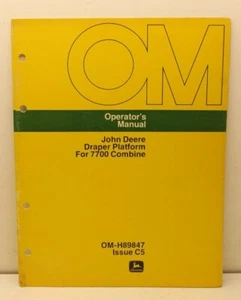 OM
Operator's
Manual
John Deere
Draper Platform
For 7700 Combine
OM-H89847
Issue C5